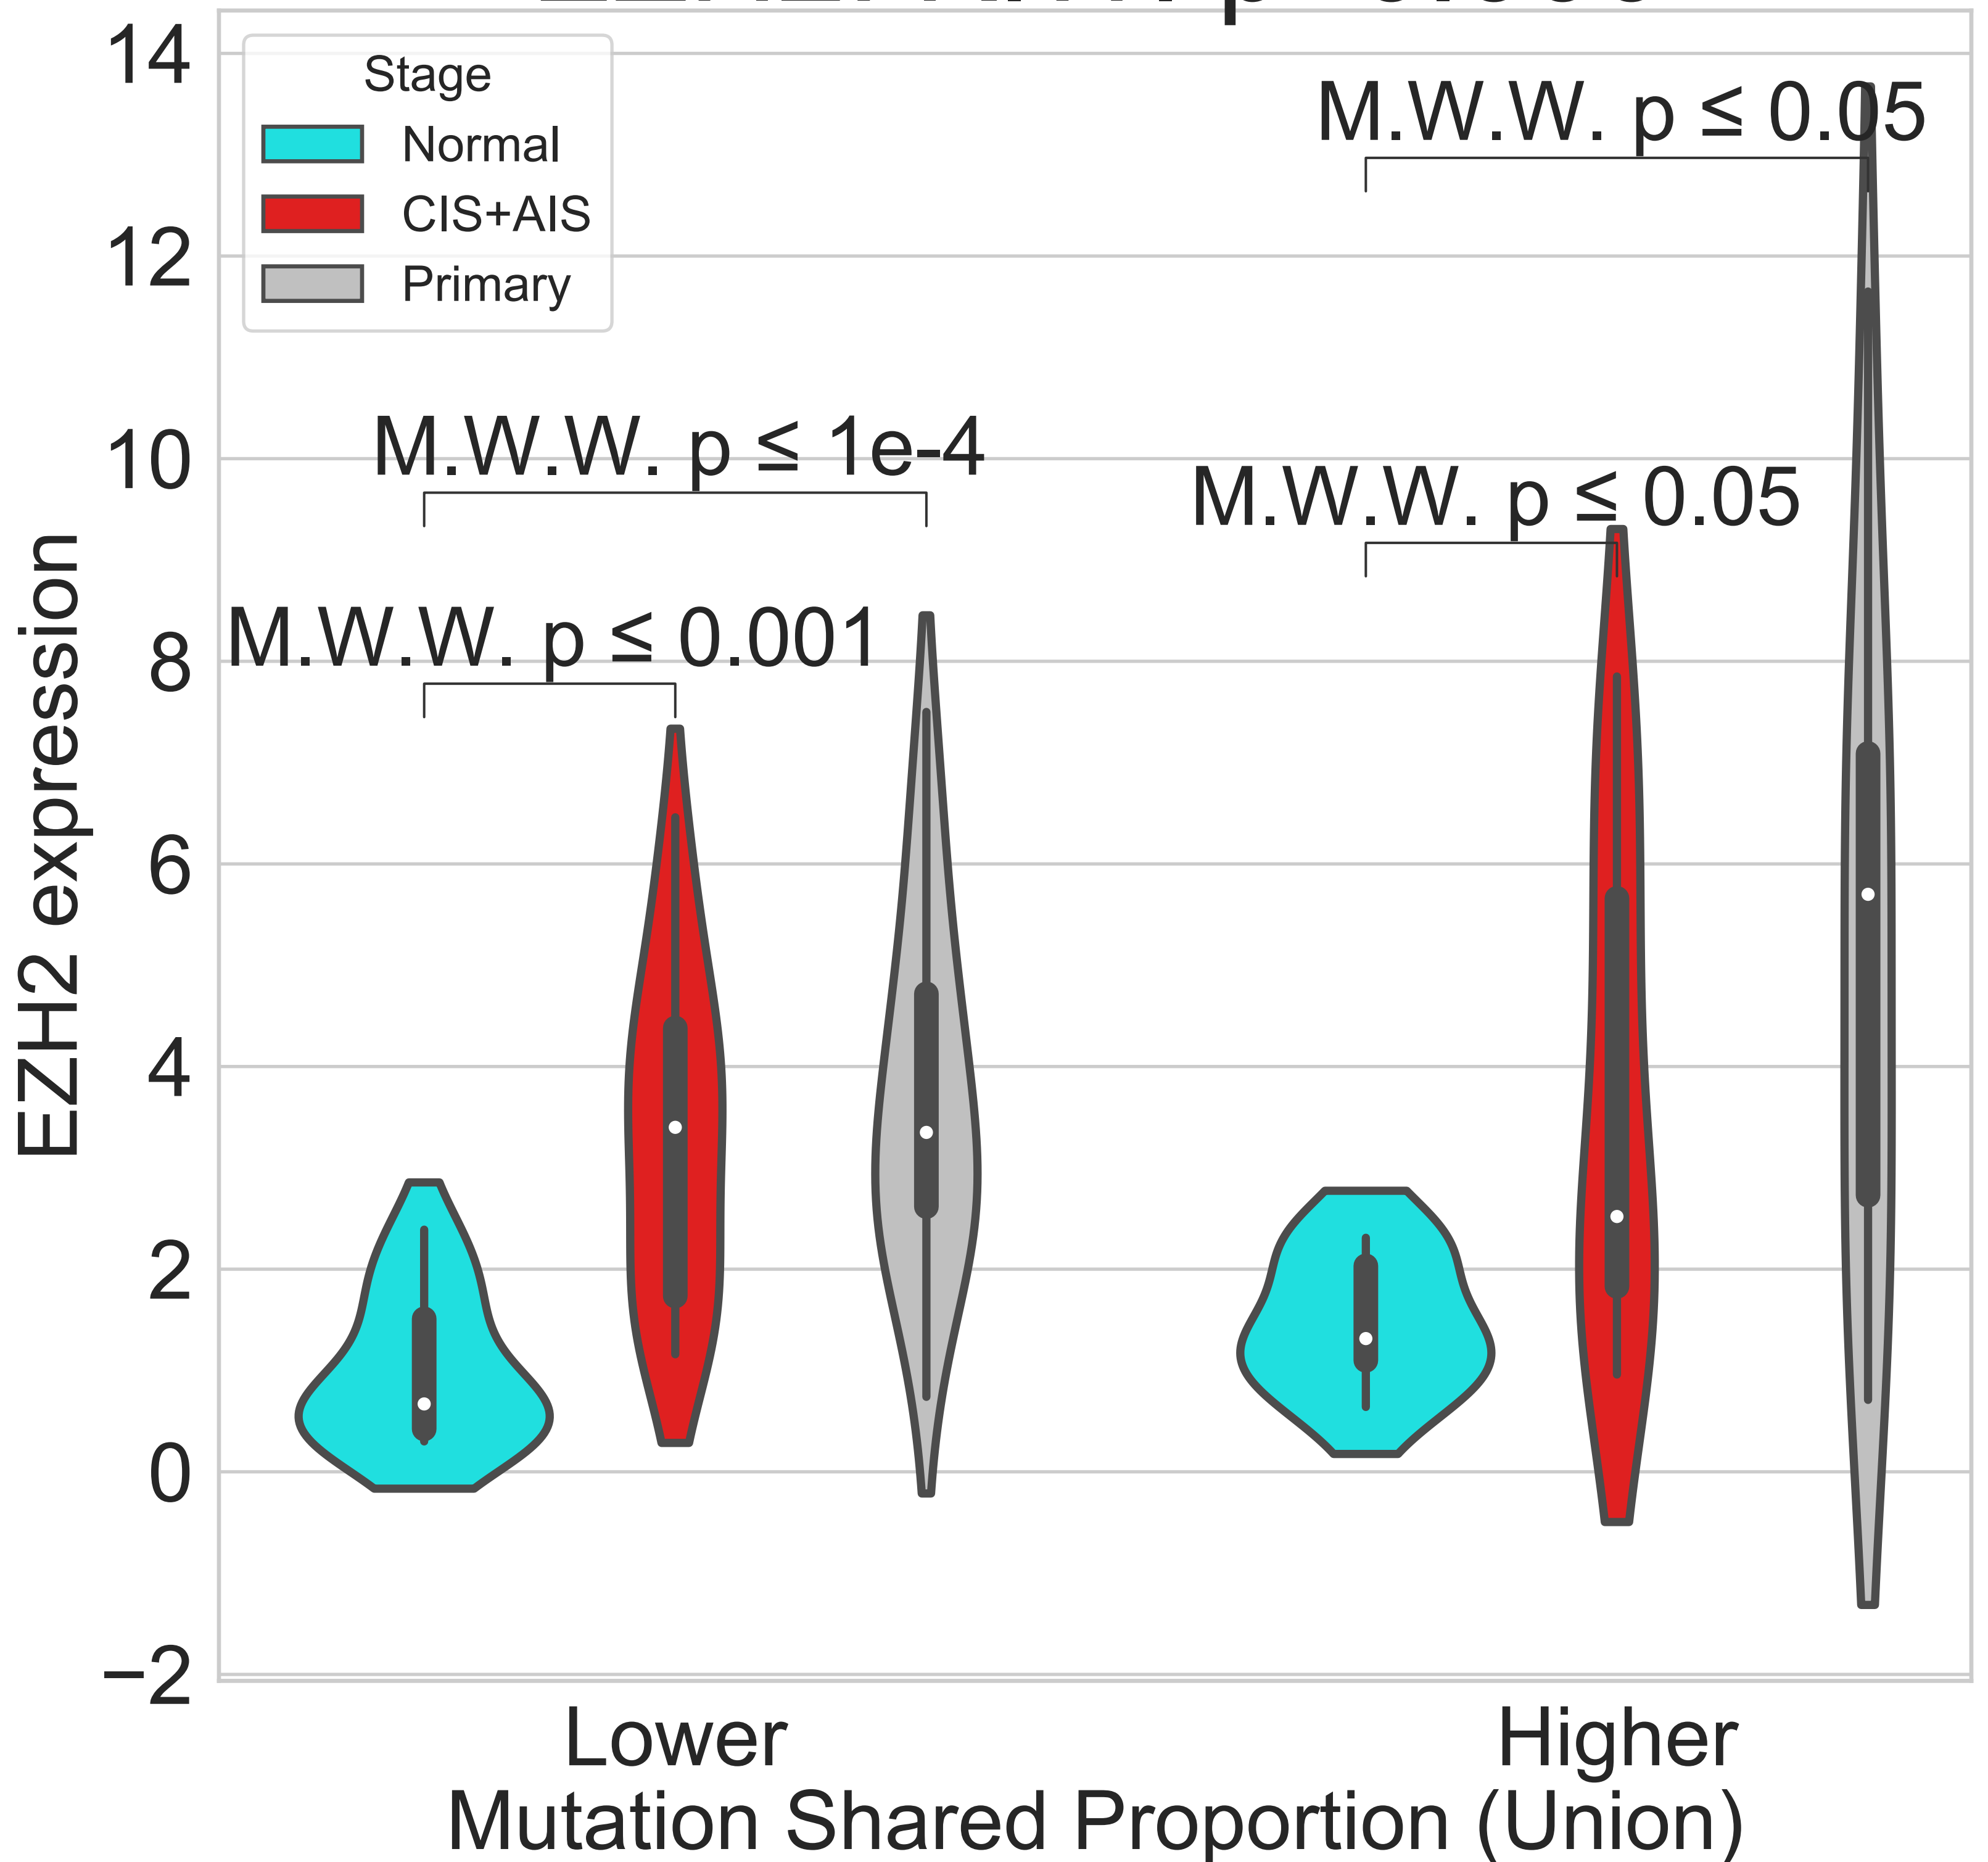 14
12
10
8
6
4
2
0
−2
EZH2 expression
Stage
Normal
CIS+AIS
Primary
M.W.W. p ≤ 0.05
M.W.W. p ≤ 1e-4
M.W.W. p ≤ 0.05
M.W.W. p ≤ 0.001
Lower
Higher
Mutation Shared Proportion (Union)